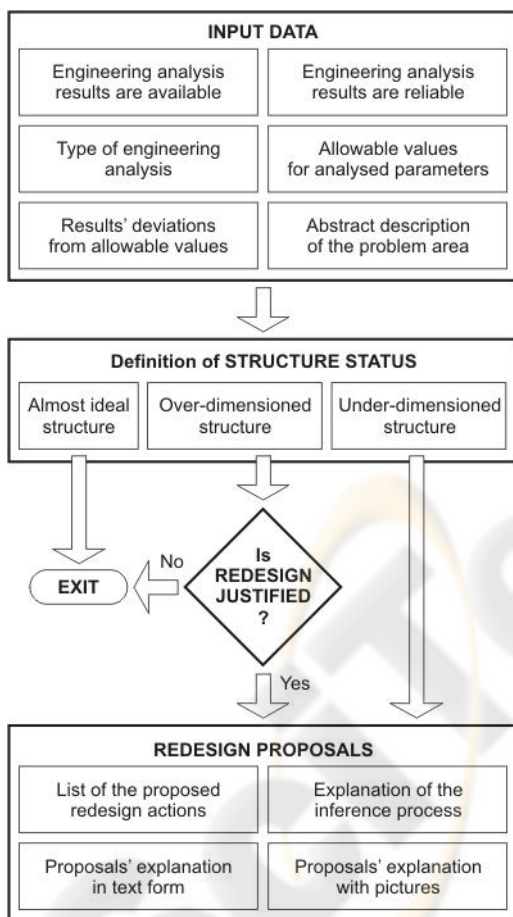 INPUT DATA
Engineering analysis
results are available
Engineering analysis
results are reliable
Type of engineering
analysis
Allowable values
for analysed parameters
Results' deviations
from allowable values
Abstract description
of the problem area
Definition of STRUCTURE STATUS
Almost ideal
structure
Over-dimensioned
structure
Under-dimensioned
structure
Is
REDESIGN
JUSTIFIED
?
No
EXIT
Yes
REDESIGN PROPOSALS
List of the proposed
redesign actions
Explanation of the
inference process
Proposals' explanation
in text form
Proposals' explanation
with pictures